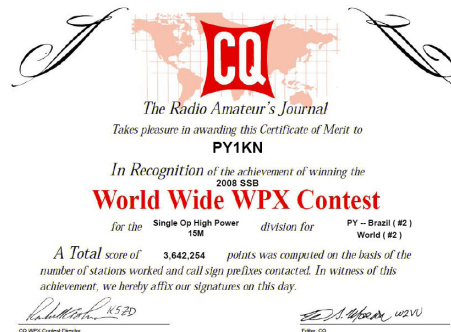 CQ
The Radio Amateur's Journal
Takes pleasure in awarding this Certificate of Merit to
PY1KN
In Recognition of the achievement of winning the
2008 SSB
World Wide WPX Contest
for the Single Op High Power 15M division for PY -- Brazil ( #2 ) World ( #2 )
A Total score of 3,642,254 points was computed on the basis of the
number of stations worked and call sign prefixes contacted. In witness of this
achievement, we hereby affix our signatures on this day.
K5ZD
W2VU
CQ WPX Contest Director
Editor, CQ